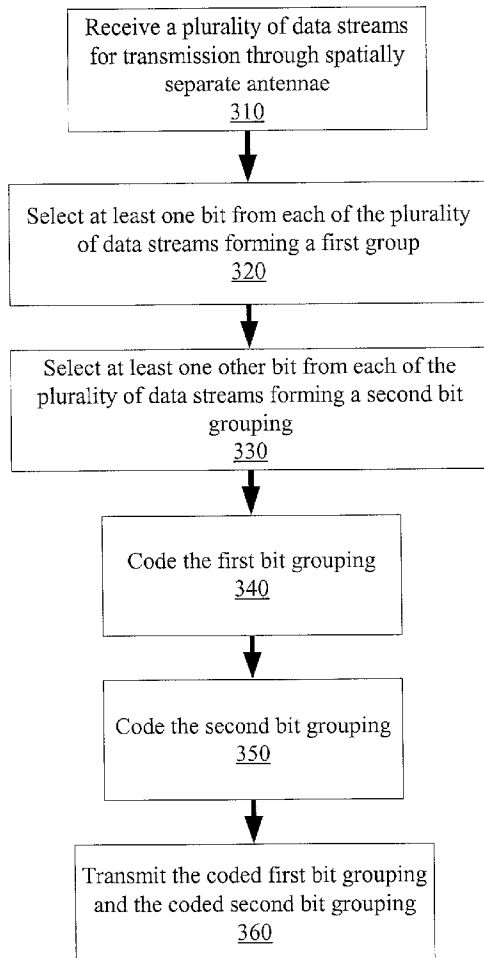 Receive a plurality of data streams
for transmission through spatially
separate antennae
310
Select at least one bit from each of the plurality
of data streams forming a first group
320
Select at least one other bit from each of the
plurality of data streams forming a second bit
grouping
330
Code the first bit grouping
340
Code the second bit grouping
350
Transmit the coded first bit grouping
and the coded second bit grouping
360